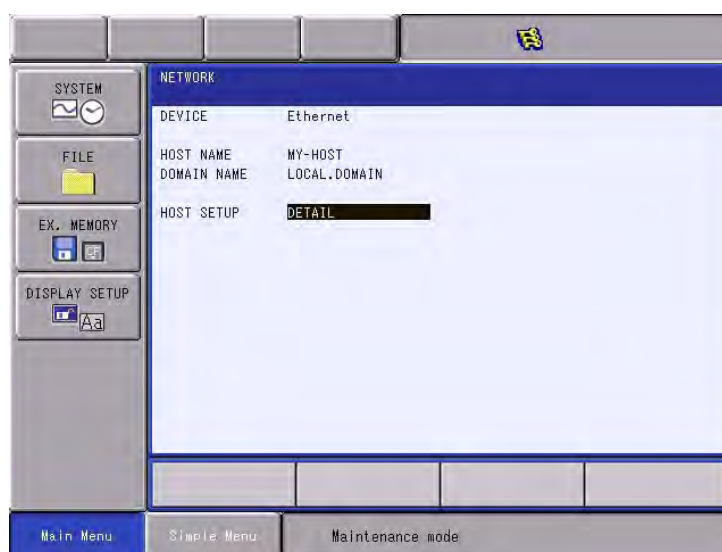 SYSTEM
NETWORK
DEVICE Ethernet
FILE
HOST NAME MY-HOST
DOMAIN NAME LOCAL.DOMAIN
HOST SETUP DETAIL
EX. MEMORY
CF
DISPLAY SETUP
Aa
Main Menu
Simple Menu
Maintenance mode